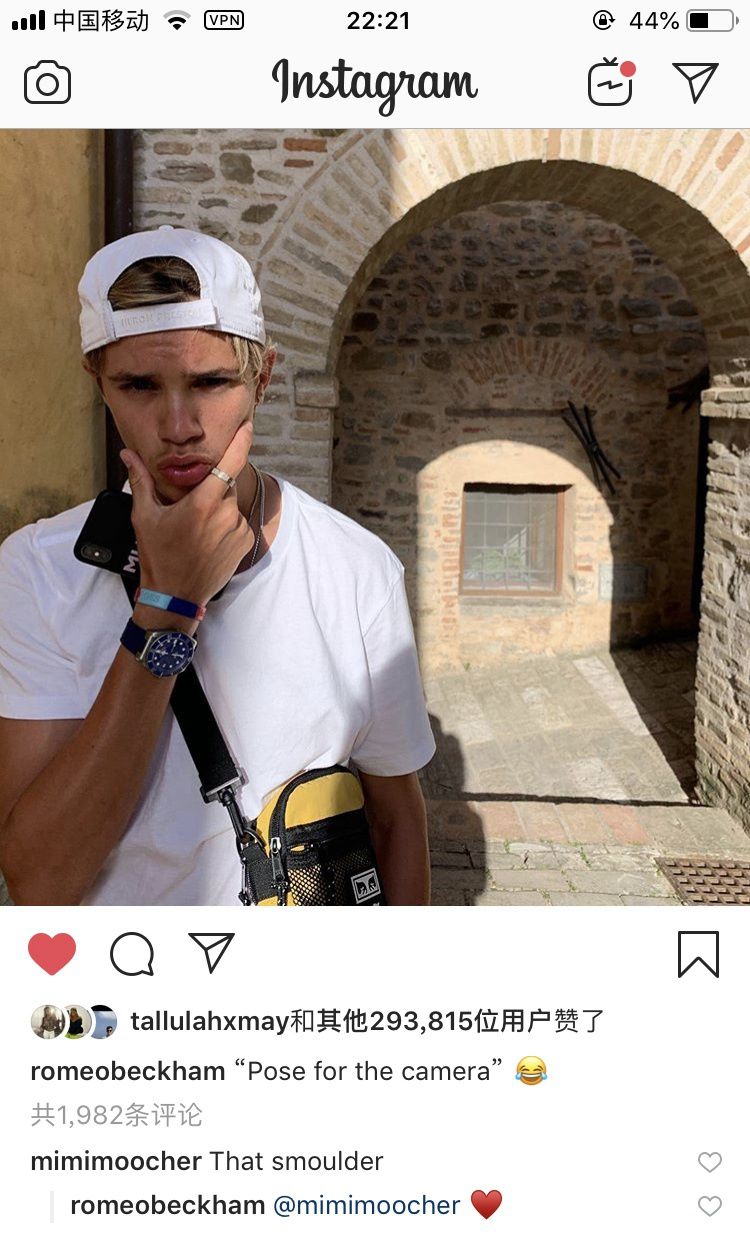 中国移动 VPN 22:21 44%
Instagram
HERON PRESTON
romeobeckham “Pose for the camera” 😂
tallulahxmay和其他293,815位用户赞了
共1,982条评论
mimimoocher That smoulder
romeobeckham @mimimoocher ♥️